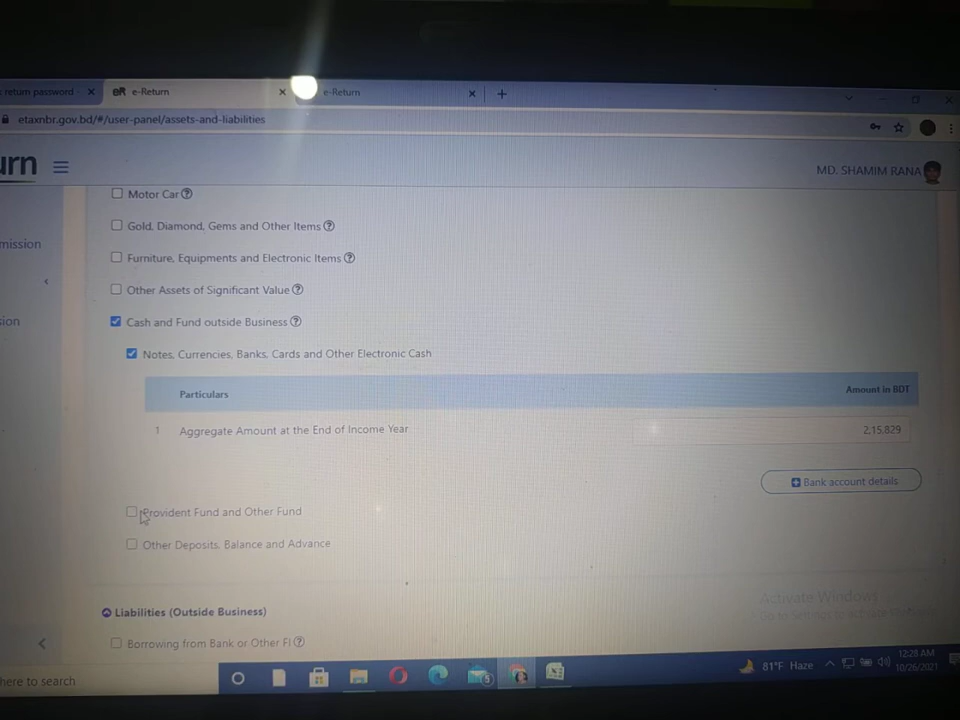 return password
eR e-Return
e-Return
etaxnbr.gov.bd/#/user-panel/assets-and-liabilities
urn
MD. SHAMIM RANA
Motor Car
Gold, Diamond, Gems and Other Items
mission
Furniture, Equipments and Electronic Items
Other Assets of Significant Value
sion
Cash and Fund outside Business
Notes, Currencies, Banks, Cards and Other Electronic Cash
Particulars Amount in BDT
1 Aggregate Amount at the End of Income Year 2,15,829
Bank account details
Provident Fund and Other Fund
Other Deposits, Balance and Advance
Activate Windows
Liabilities (Outside Business)
Borrowing from Bank or Other FI
here to search
5
81°F Haze
12:28 AM
10/26/2021